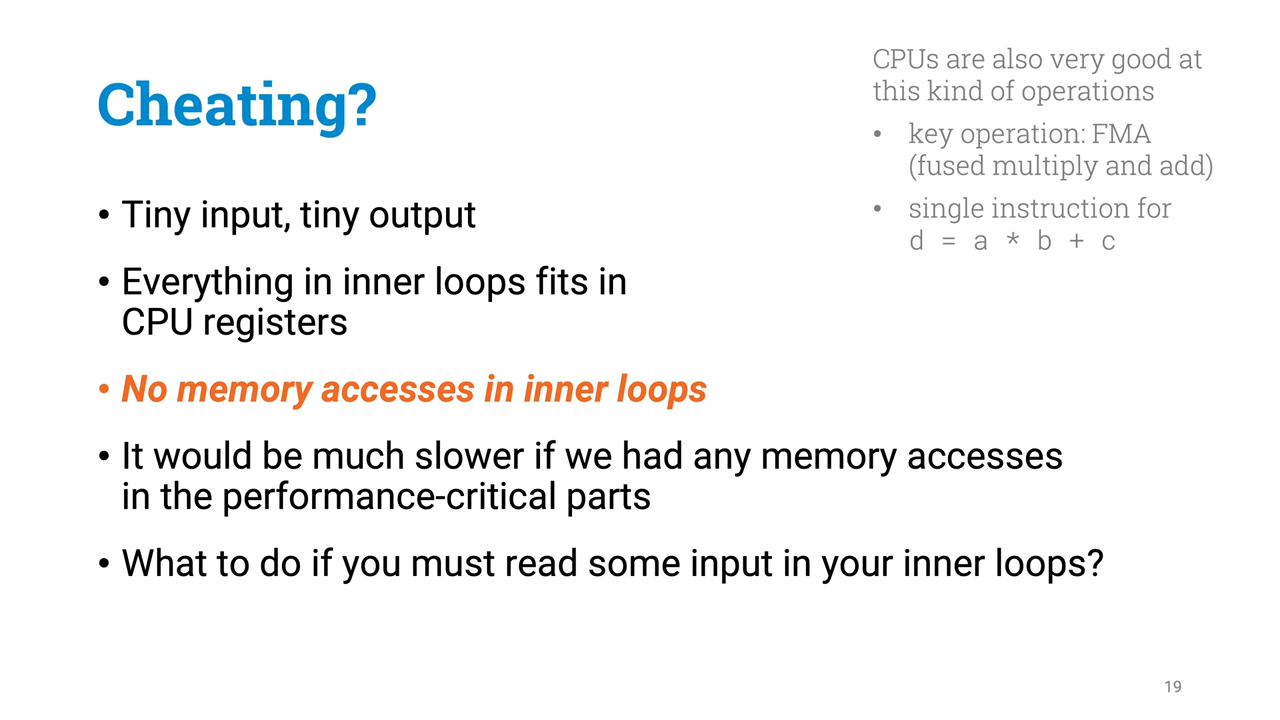 Cheating?
• Tiny input, tiny output
• Everything in inner loops fits in
CPU registers
• No memory accesses in inner loops
• It would be much slower if we had any memory accesses
in the performance-critical parts
• What to do if you must read some input in your inner loops?
CPUs are also very good at
this kind of operations
• key operation: FMA
(fused multiply and add)
• single instruction for
d = a * b + c
19